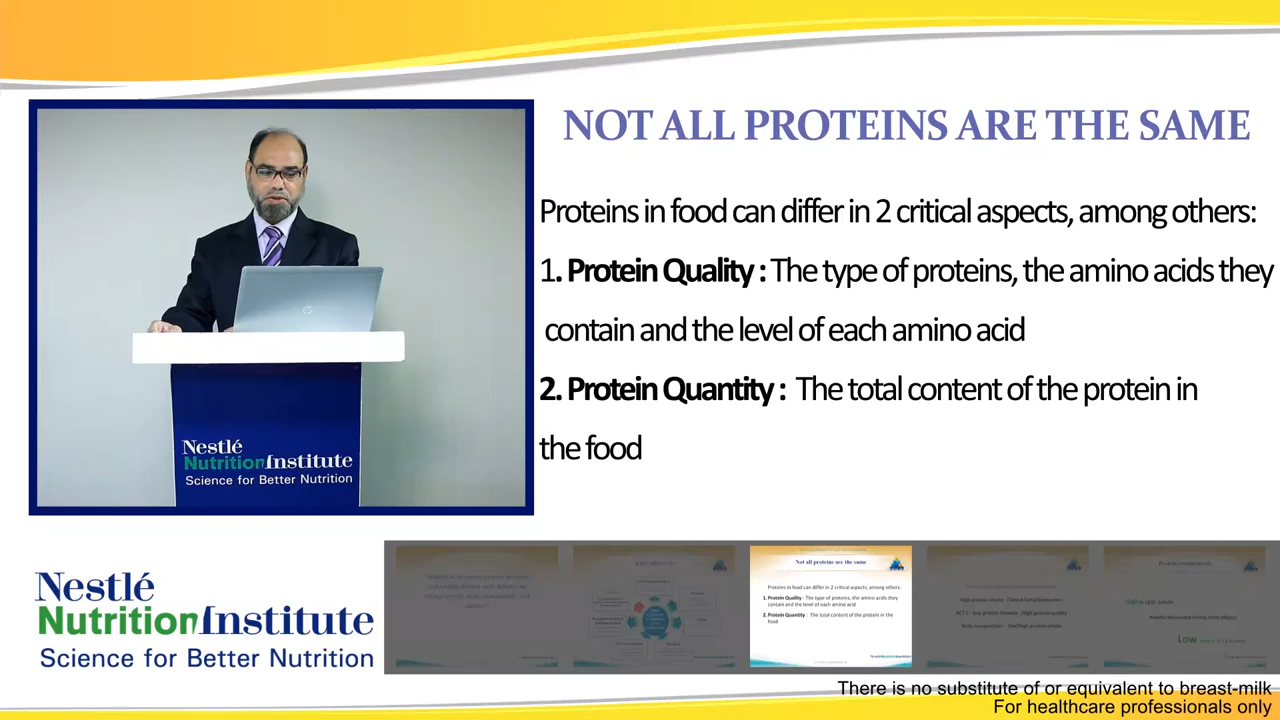 NOT ALL PROTEINS ARE THE SAME
Proteins in food can differ in 2 critical aspects, among others:
1. Protein Quality : The type of proteins, the amino acids they
contain and the level of each amino acid
2. Protein Quantity : The total content of the protein in
the food
Nestlé
NutritionInstitute
Science for Better Nutrition
Nestlé
NutritionInstitute
Science for Better Nutrition
Not all proteins are the same
Proteins in food can differ in 2 critical aspects, among others:
1. Protein Quality : The type of proteins, the amino acids they
contain and the level of each amino acid
2. Protein Quantity : The total content of the protein in the
food
Low
There is no substitute of or equivalent to breast-milk
For healthcare professionals only